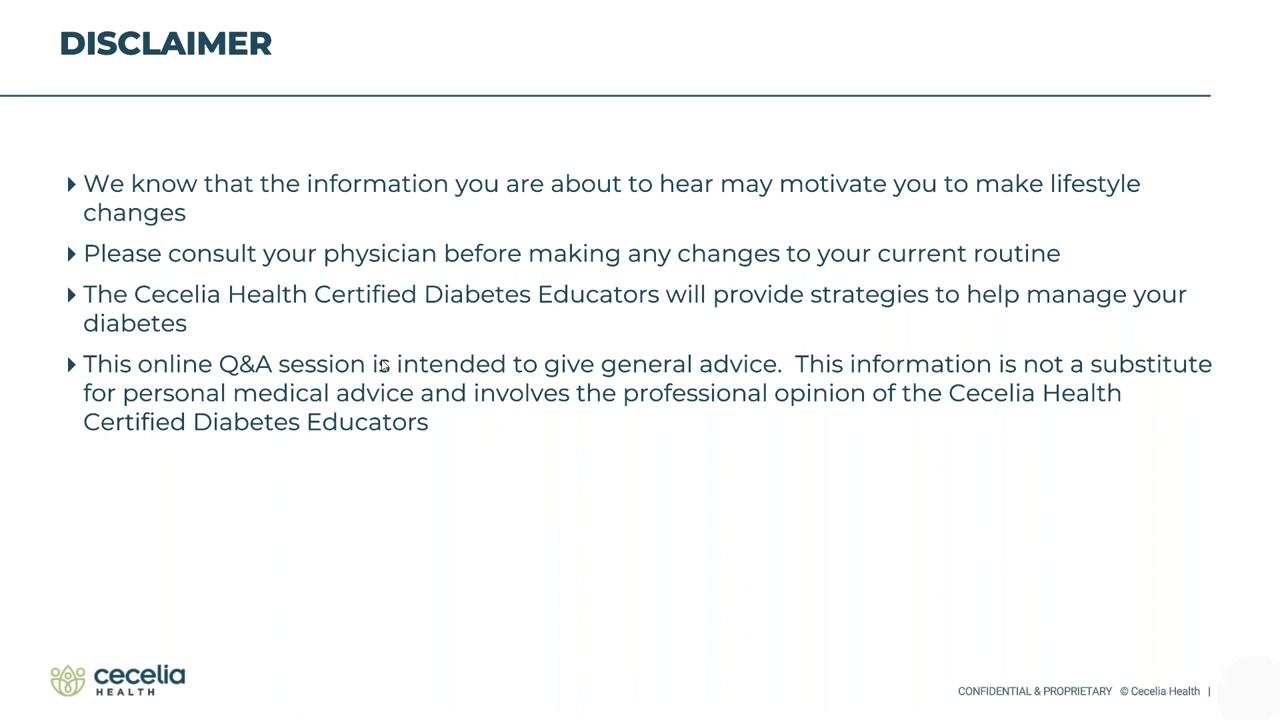 DISCLAIMER
We know that the information you are about to hear may motivate you to make lifestyle
changes
Please consult your physician before making any changes to your current routine
The Cecelia Health Certified Diabetes Educators will provide strategies to help manage your
diabetes
This online Q&A session is intended to give general advice.  This information is not a substitute
for personal medical advice and involves the professional opinion of the Cecelia Health
Certified Diabetes Educators
cecelia
HEALTH
CONFIDENTIAL & PROPRIETARY © Cecelia Health |